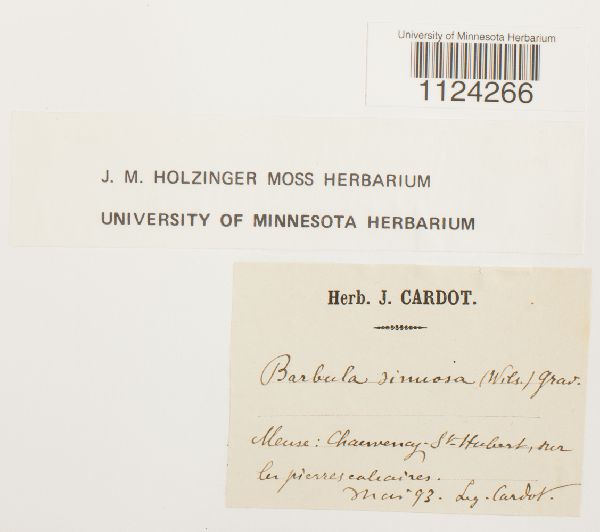 University of Minnesota Herbarium
1124266
J. M. HOLZINGER MOSS HERBARIUM
UNIVERSITY OF MINNESOTA HERBARIUM
Herb. J. CARDOT.
Barbula sinuosa (Wils.) Grav.
Meuse: Chauvency-St-Hubert, sur
les pierres calcaires.
Mai 93. Leg. Cardot.